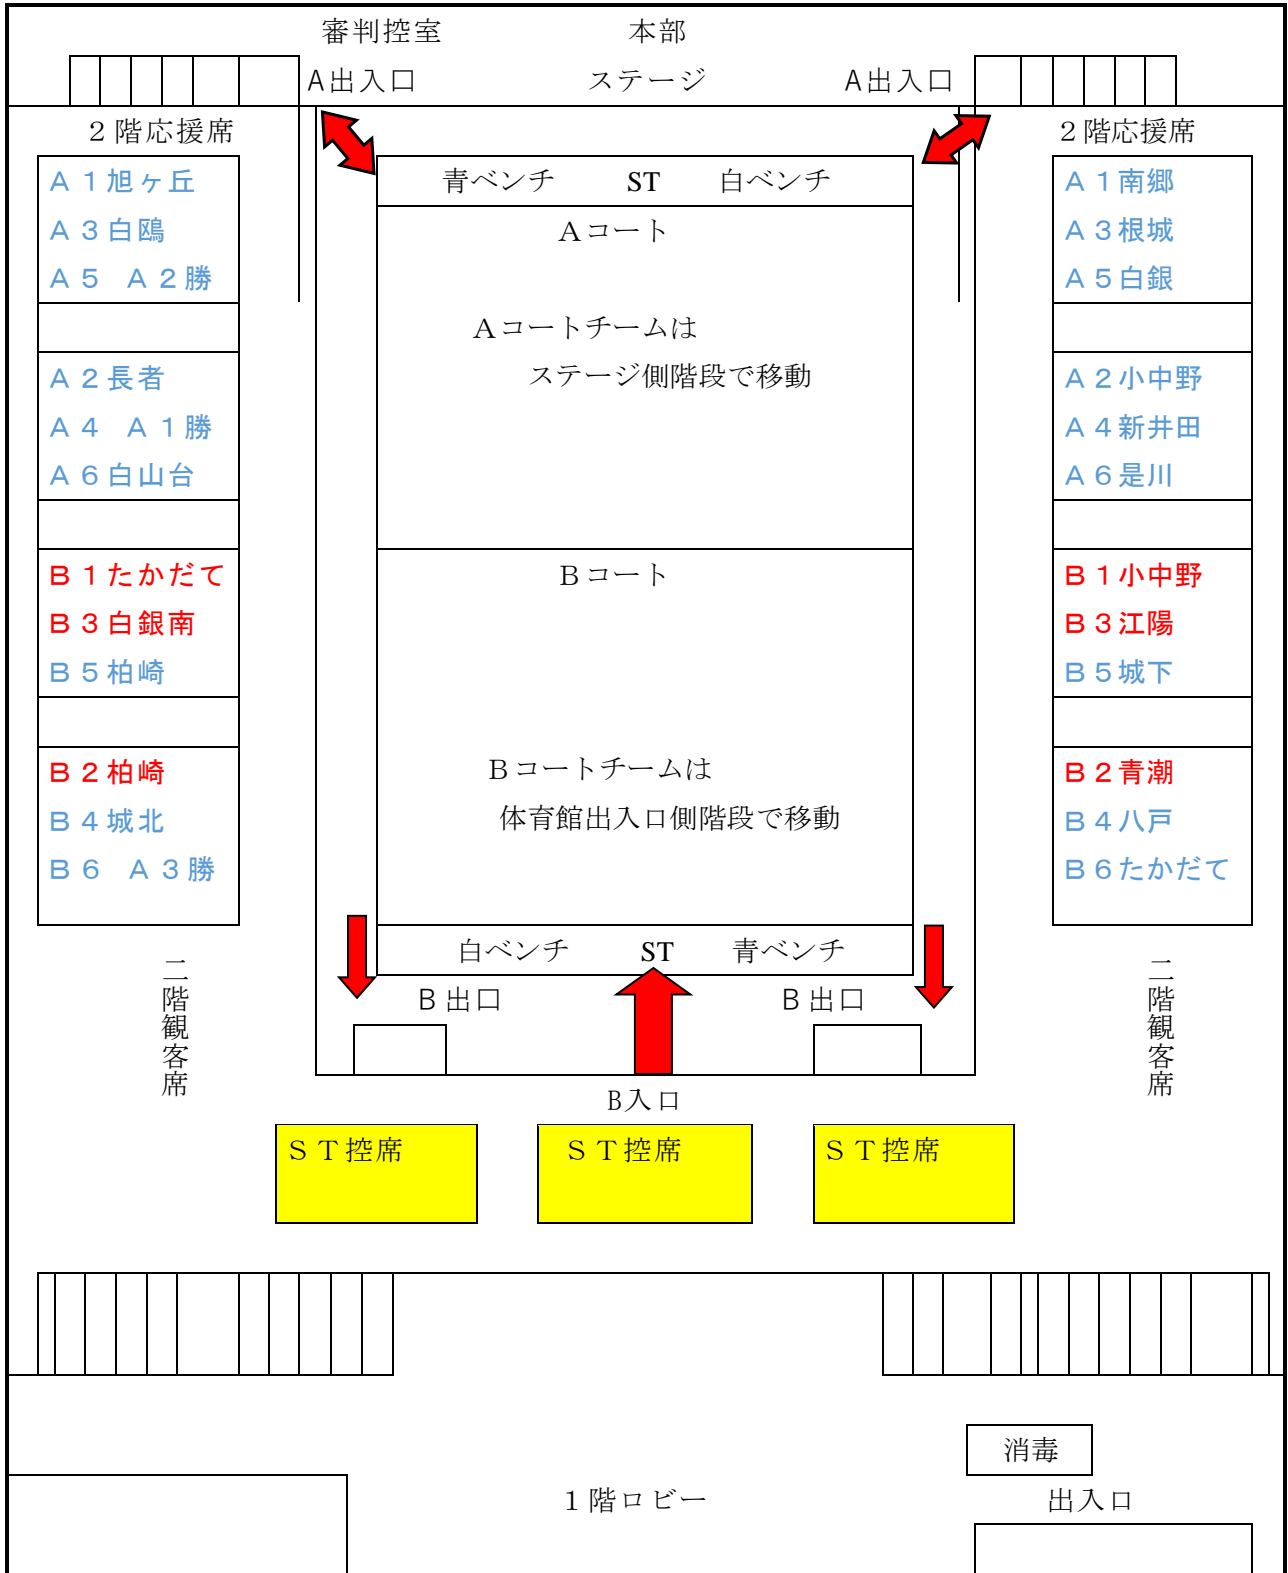 審判控室　本部
A出入口　ステージ　A出入口
２階応援席　２階応援席
青ベンチ　ST　白ベンチ
Ａコート
Ａコートチームは
ステージ側階段で移動
Ｂコート
Ｂコートチームは
体育館出入口側階段で移動
白ベンチ　ST　青ベンチ
Ａ１旭ヶ丘
Ａ３白鴎
Ａ５　Ａ２勝
Ａ２長者
Ａ４　Ａ１勝
Ａ６白山台
Ｂ１たかだて
Ｂ３白銀南
Ｂ５柏崎
Ｂ２柏崎
Ｂ４城北
Ｂ６　Ａ３勝
Ａ１南郷
Ａ３根城
Ａ５白銀
Ａ２小中野
Ａ４新井田
Ａ６是川
Ｂ１小中野
Ｂ３江陽
Ｂ５城下
Ｂ２青潮
Ｂ４八戸
Ｂ６たかだて
二階観客席
二階観客席
Ｂ出口　Ｂ出口
B入口
ＳＴ控席　ＳＴ控席　ＳＴ控席
消毒
１階ロビー　出入口